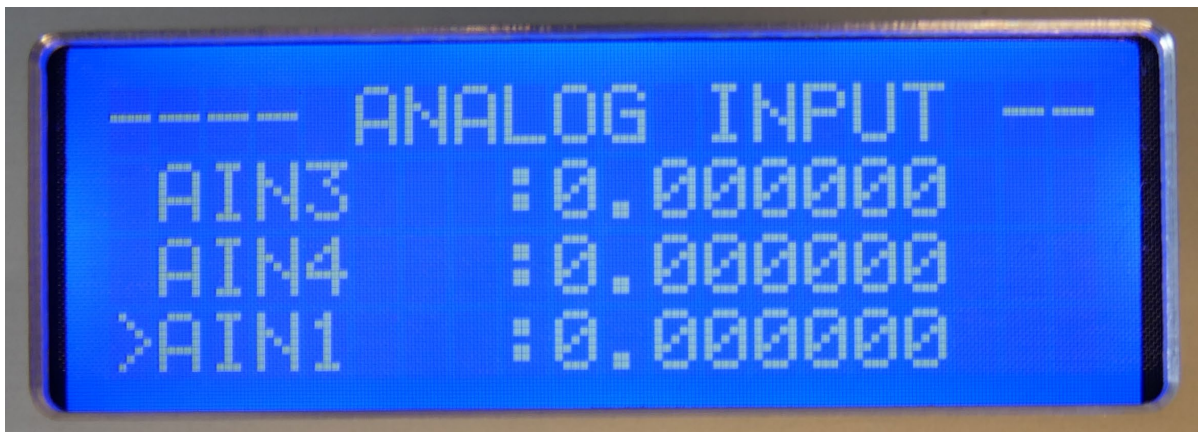 ---- ANALOG INPUT --
AIN3 :0.000000
AIN4 :0.000000
>AIN1 :0.000000